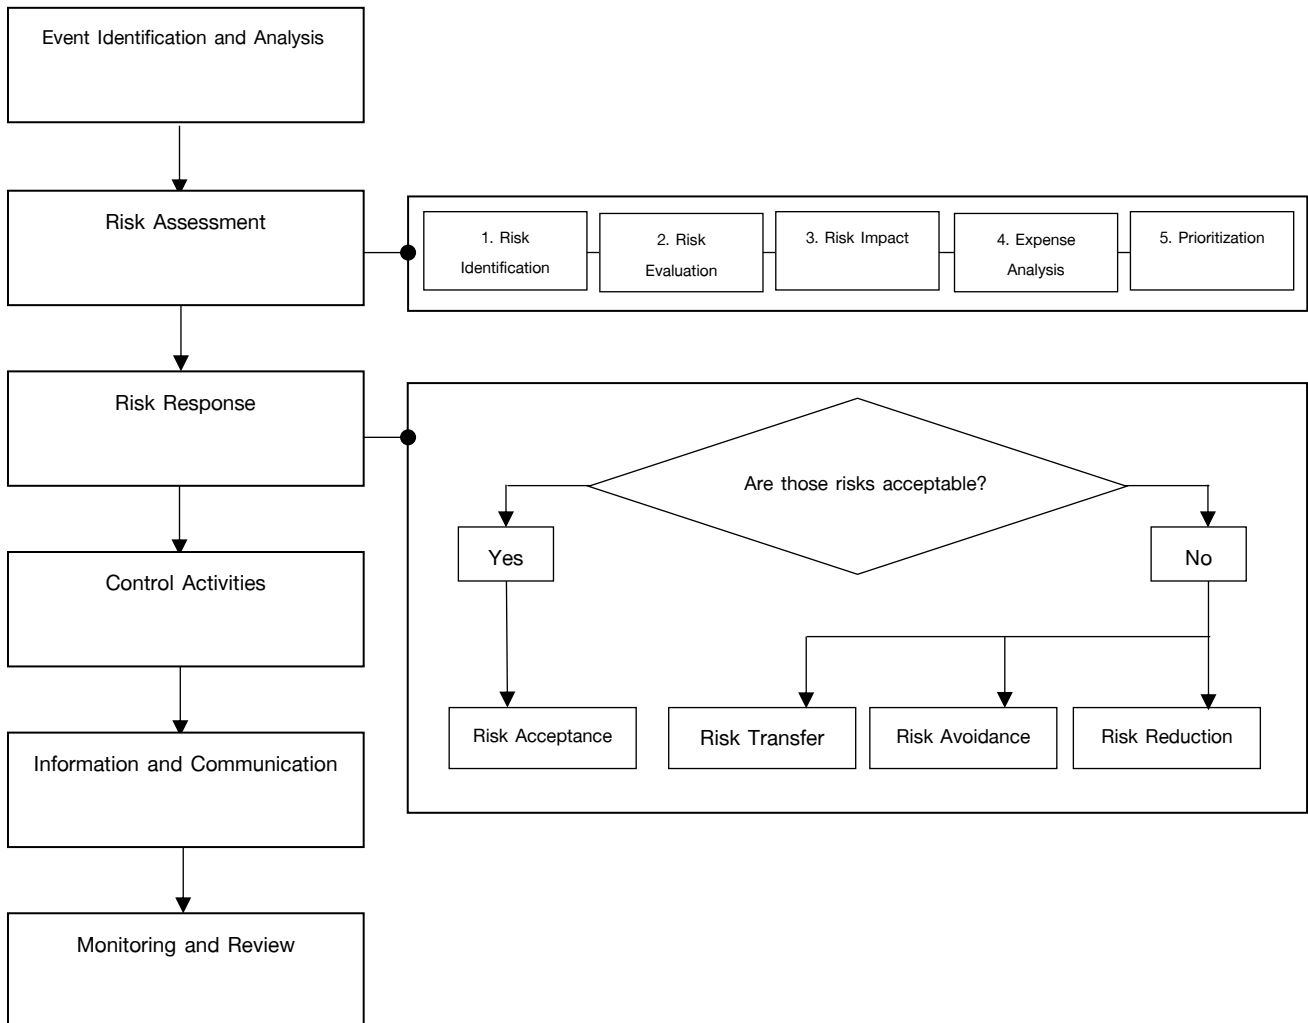 Event Identification and Analysis
Risk Assessment
1. Risk
Identification
2. Risk
Evaluation
3. Risk Impact
4. Expense
Analysis
5. Prioritization
Risk Response
Are those risks acceptable?
Yes
No
Control Activities
Risk Acceptance
Risk Transfer
Risk Avoidance
Risk Reduction
Information and Communication
Monitoring and Review